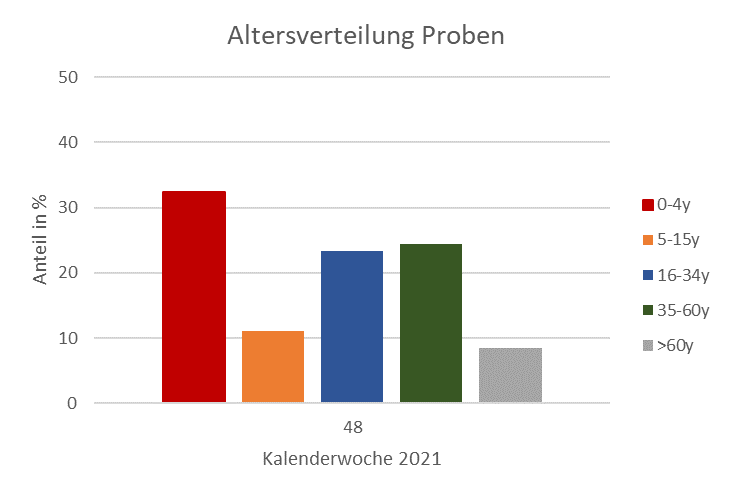 Altersverteilung Proben
50
40
30
20
10
0
Anteil in %
48
Kalenderwoche 2021
0-4y
5-15y
16-34y
35-60y
>60y